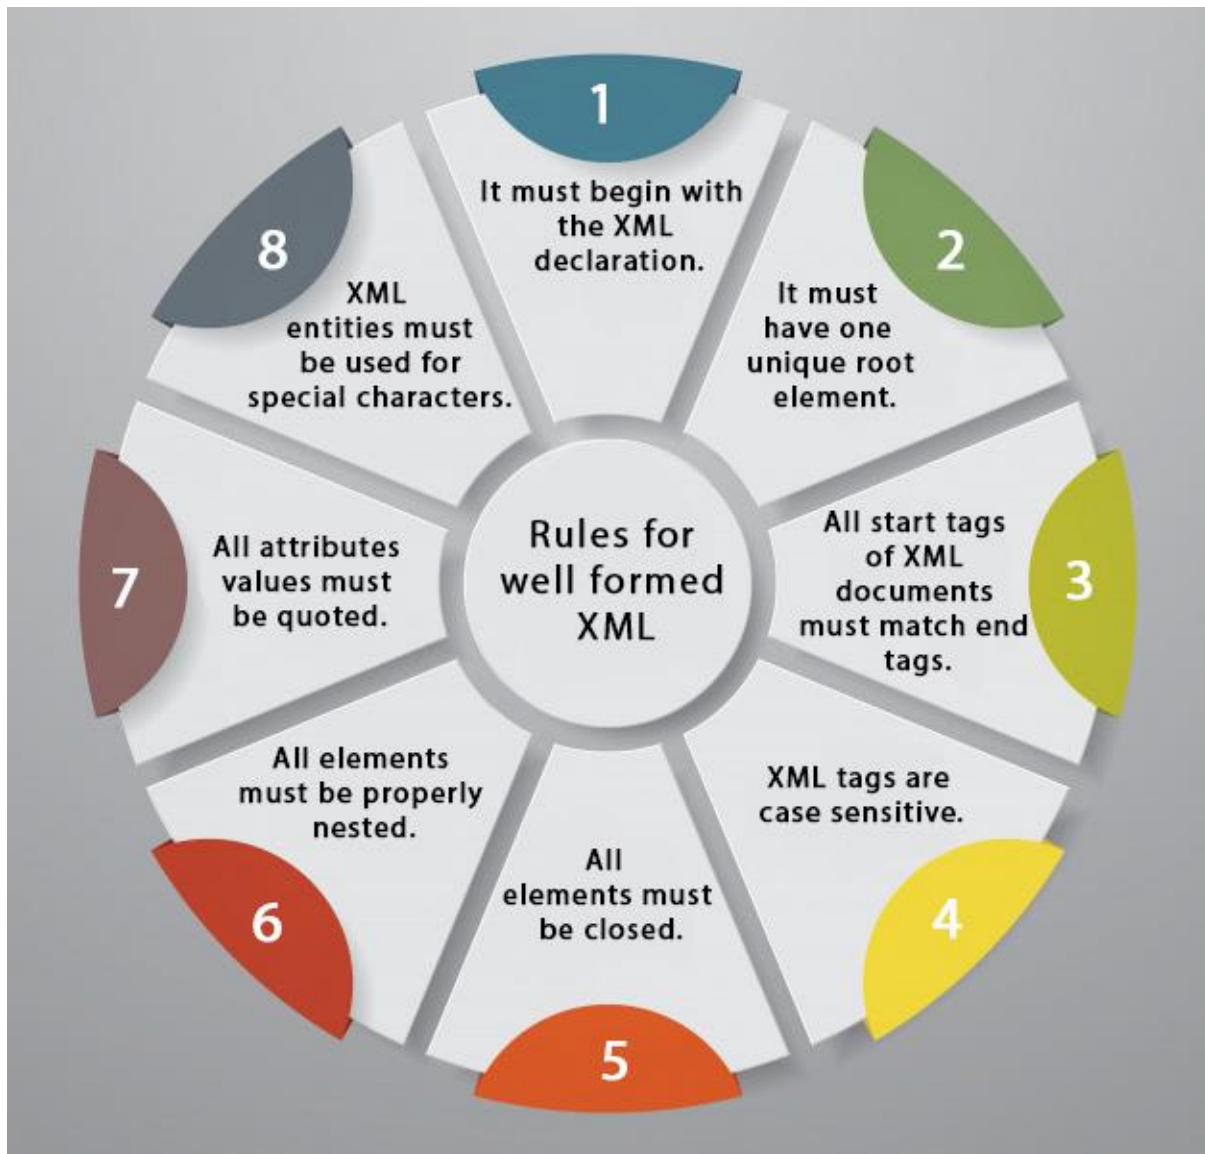 1
It must begin with
the XML
declaration.
2
It must
have one
unique root
element.
3
All start tags
of XML
documents
must match end
tags.
4
XML tags are
case sensitive.
5
All
elements must
be closed.
6
All elements
must be properly
nested.
7
All attributes
values must
be quoted.
8
XML
entities must
be used for
special characters.
Rules for
well formed
XML